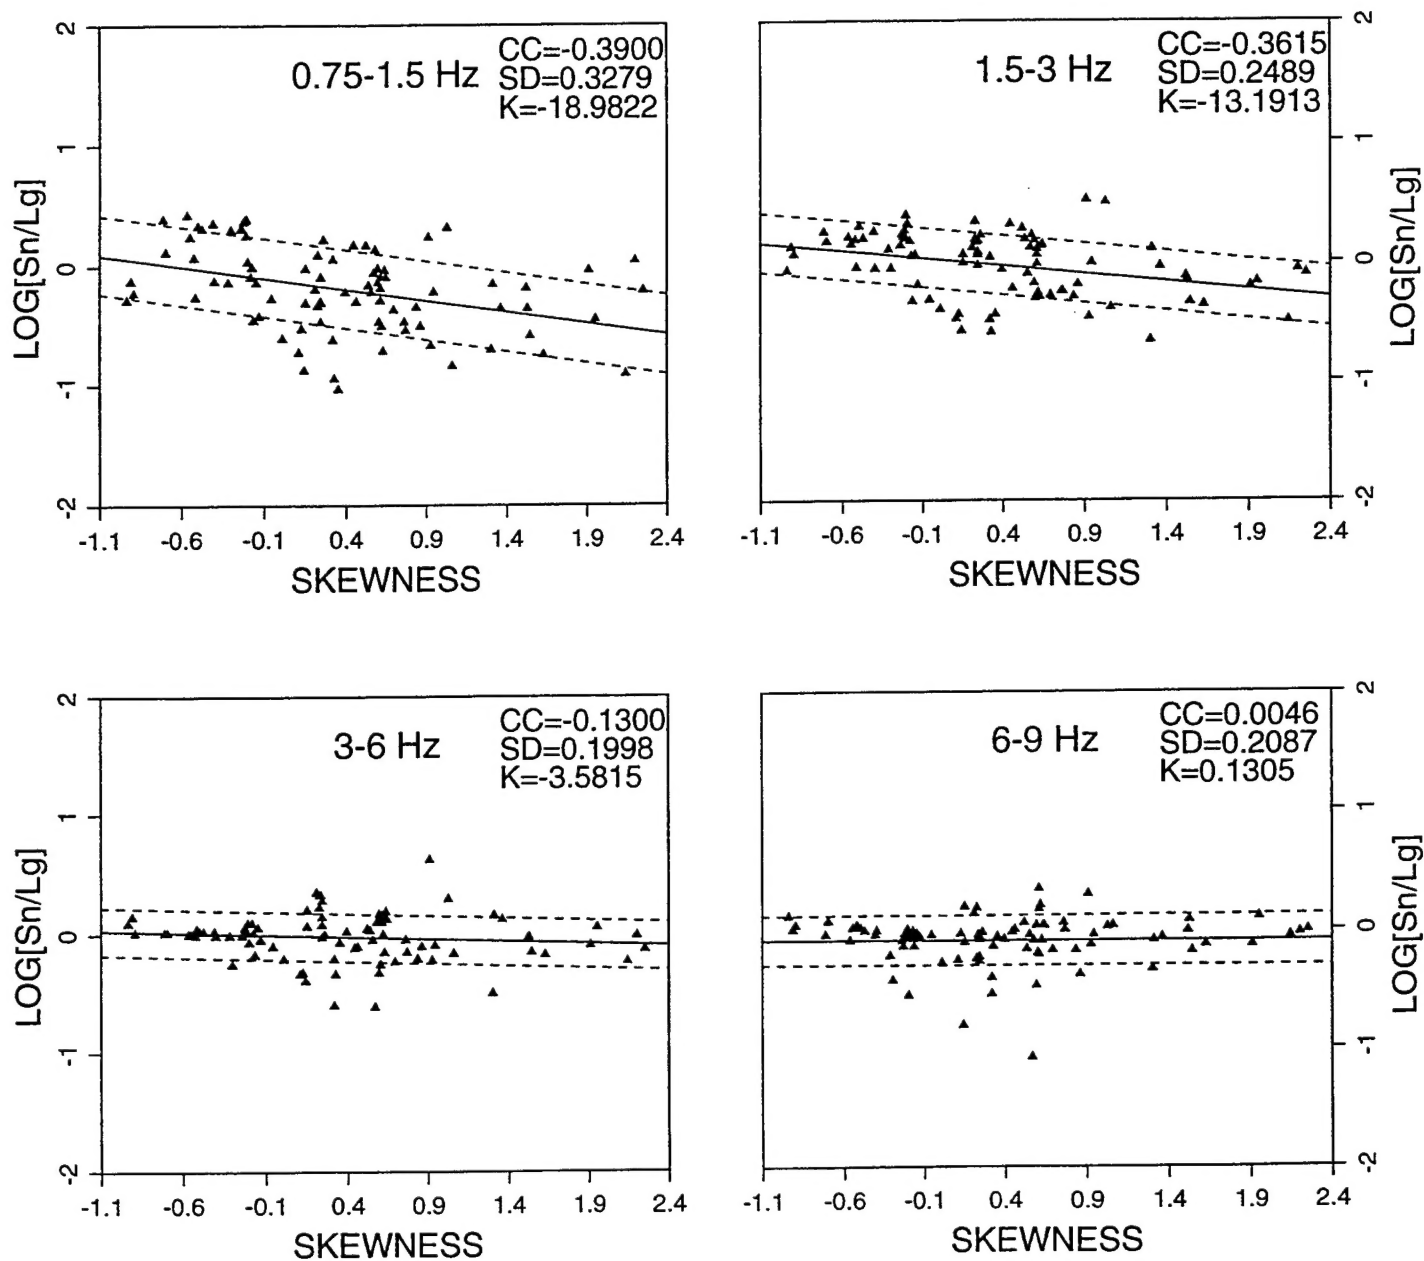 0.75-1.5 Hz
CC=-0.3900
SD=0.3279
K=-18.9822
LOG[Sn/Lg]
2
1
0
-1
-2
-1.1 -0.6 -0.1 0.4 0.9 1.4 1.9 2.4
SKEWNESS
1.5-3 Hz
CC=-0.3615
SD=0.2489
K=-13.1913
LOG[Sn/Lg]
2
1
0
-1
-2
-1.1 -0.6 -0.1 0.4 0.9 1.4 1.9 2.4
SKEWNESS
3-6 Hz
CC=-0.1300
SD=0.1998
K=-3.5815
LOG[Sn/Lg]
2
1
0
-1
-2
-1.1 -0.6 -0.1 0.4 0.9 1.4 1.9 2.4
SKEWNESS
6-9 Hz
CC=0.0046
SD=0.2087
K=0.1305
LOG[Sn/Lg]
2
1
0
-1
-2
-1.1 -0.6 -0.1 0.4 0.9 1.4 1.9 2.4
SKEWNESS